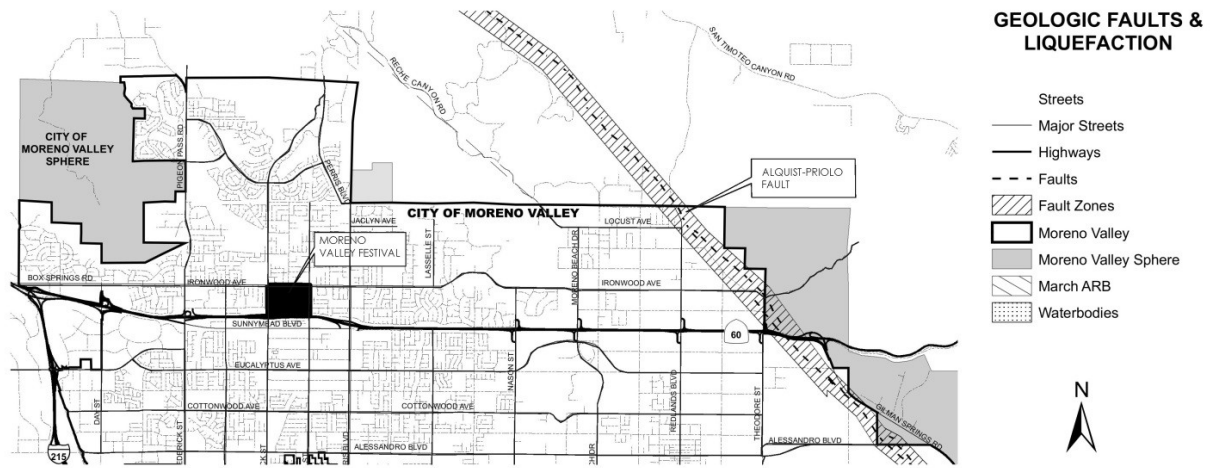 GEOLOGIC FAULTS &
LIQUEFACTION
Streets
Major Streets
Highways
Faults
Fault Zones
Moreno Valley
Moreno Valley Sphere
March ARB
Waterbodies
N
SAN TIMOTEO CANYON RD
RECHE CANYON RD
CITY OF
MORENO VALLEY
SPHERE
PIGEON PASS RD
PERRIS BLVD
ALQUIST-PRIOLO
FAULT
CITY OF MORENO VALLEY
JACLYN AVE
LOCUST AVE
MORENO
VALLEY FESTIVAL
LASSELLE ST
MORENO BEACH DR
BOX SPRINGS RD
IRONWOOD AVE
IRONWOOD AVE
SUNNYMEAD BLVD
60
EUCALYPTUS AVE
NASON ST
REDLANDS BLVD
THEODORE ST
DAY ST
COTTONWOOD AVE
COTTONWOOD AVE
GILMAN SPRINGS RD
215
ALESSANDRO BLVD
ALESSANDRO BLVD